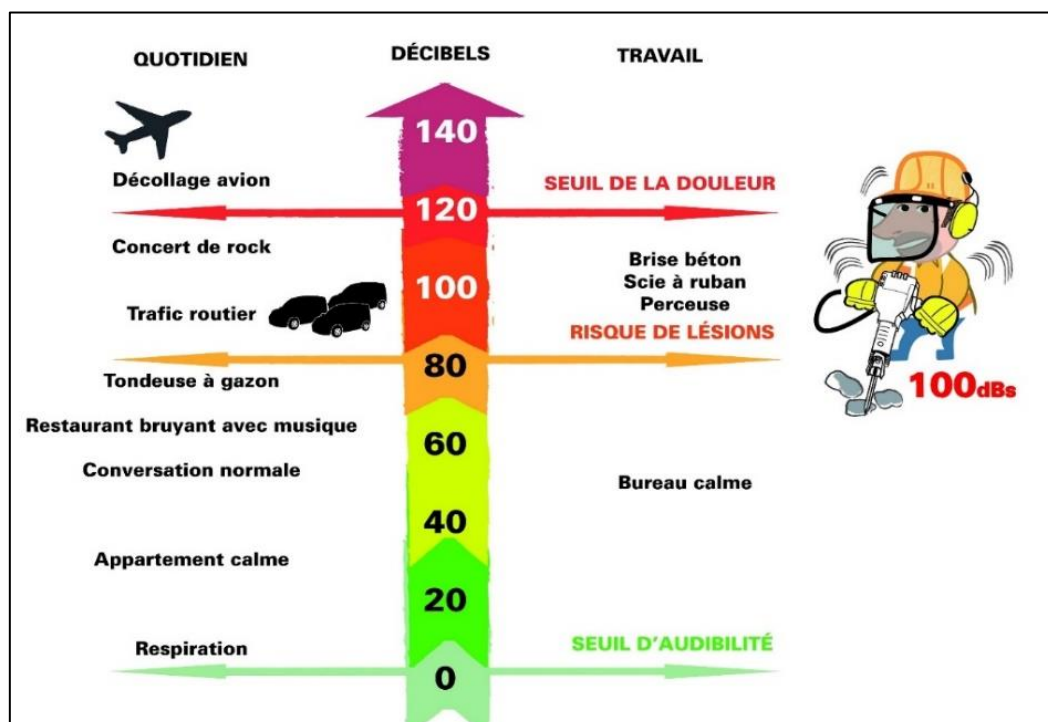 QUOTIDIEN
DÉCIBELS
TRAVAIL
140
Décollage avion
SEUIL DE LA DOULEUR
120
Concert de rock
Brise béton
Scie à ruban
Perceuse
100
Trafic routier
RISQUE DE LÉSIONS
80
Tondeuse à gazon
100dBs
Restaurant bruyant avec musique
60
Conversation normale
Bureau calme
40
Appartement calme
20
Respiration
SEUIL D'AUDIBILITÉ
0